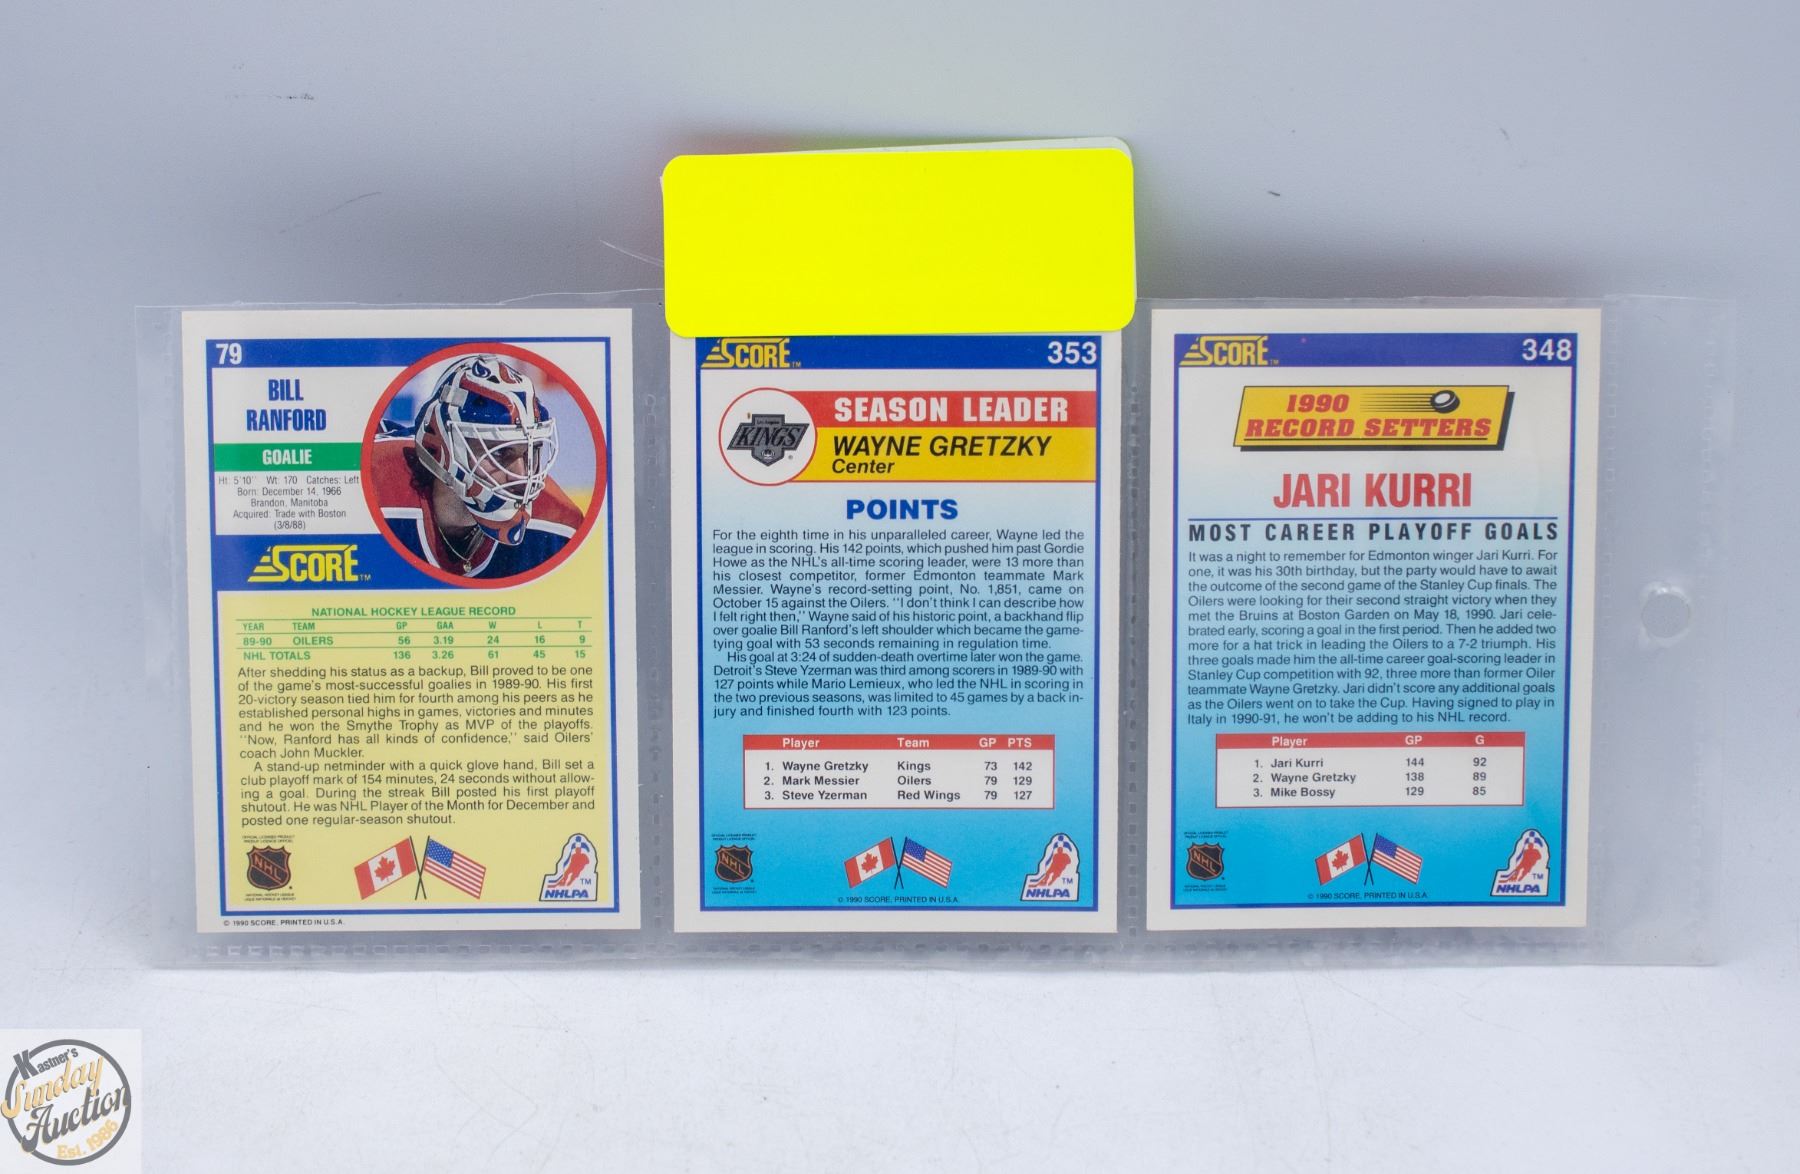 79
BILL
RANFORD
GOALIE
Ht: 5'10" Wt: 170 Catches: Left
Born: December 14, 1966
Brandon, Manitoba
Acquired: Trade with Boston
(3/8/88)
SCORE™
NATIONAL HOCKEY LEAGUE RECORD
YEAR TEAM GP GAA W L T
89-90 OILERS 56 3.19 24 16 9
NHL TOTALS 136 3.26 61 45 15
After shedding his status as a backup, Bill proved to be one
of the game's most-successful goalies in 1989-90. His first
20-victory season tied him for fourth among his peers as he
established personal highs in games, victories and minutes
and he won the Smythe Trophy as MVP of the playoffs.
"Now, Ranford has all kinds of confidence," said Oilers'
coach John Muckler.
A stand-up netminder with a quick glove hand, Bill set a
club playoff mark of 154 minutes, 24 seconds without allow-
ing a goal. During the streak Bill posted his first playoff
shutout. He was NHL Player of the Month for December and
posted one regular-season shutout.
NHL
NHLPA
TM
© 1990 SCORE, PRINTED IN U.S.A.
SCORE™ 353
KINGS
SEASON LEADER
WAYNE GRETZKY
Center
POINTS
For the eighth time in his unparalleled career, Wayne led the
league in scoring. His 142 points, which pushed him past Gordie
Howe as the NHL's all-time scoring leader, were 13 more than
his closest competitor, former Edmonton teammate Mark
Messier. Wayne's record-setting point, No. 1,851, came on
October 15 against the Oilers. "I don't think I can describe how
I felt right then," Wayne said of his historic point, a backhand flip
over goalie Bill Ranford's left shoulder which became the game-
tying goal with 53 seconds remaining in regulation time.
His goal at 3:24 of sudden-death overtime later won the game.
Detroit's Steve Yzerman was third among scorers in 1989-90 with
127 points while Mario Lemieux, who led the NHL in scoring in
the two previous seasons, was limited to 45 games by a back in-
jury and finished fourth with 123 points.
Player Team GP PTS
1. Wayne Gretzky Kings 73 142
2. Mark Messier Oilers 79 129
3. Steve Yzerman Red Wings 79 127
NHL
NHLPA
TM
© 1990 SCORE, PRINTED IN U.S.A.
SCORE™ 348
1990
RECORD SETTERS
JARI KURRI
MOST CAREER PLAYOFF GOALS
It was a night to remember for Edmonton winger Jari Kurri. For
one, it was his 30th birthday, but the party would have to await
the outcome of the second game of the Stanley Cup finals. The
Oilers were looking for their second straight victory when they
met the Bruins at Boston Garden on May 18, 1990. Jari cele-
brated early, scoring a goal in the first period. Then he added two
more for a hat trick in leading the Oilers to a 7-2 triumph. His
three goals made him the all-time career goal-scoring leader in
Stanley Cup competition with 92, three more than former Oiler
teammate Wayne Gretzky. Jari didn't score any additional goals
as the Oilers went on to take the Cup. Having signed to play in
Italy in 1990-91, he won't be adding to his NHL record.
Player GP G
1. Jari Kurri 144 92
2. Wayne Gretzky 138 89
3. Mike Bossy 129 85
NHL
NHLPA
TM
© 1990 SCORE, PRINTED IN U.S.A.
Kastner's
Sunday
Auction
Est. 1986